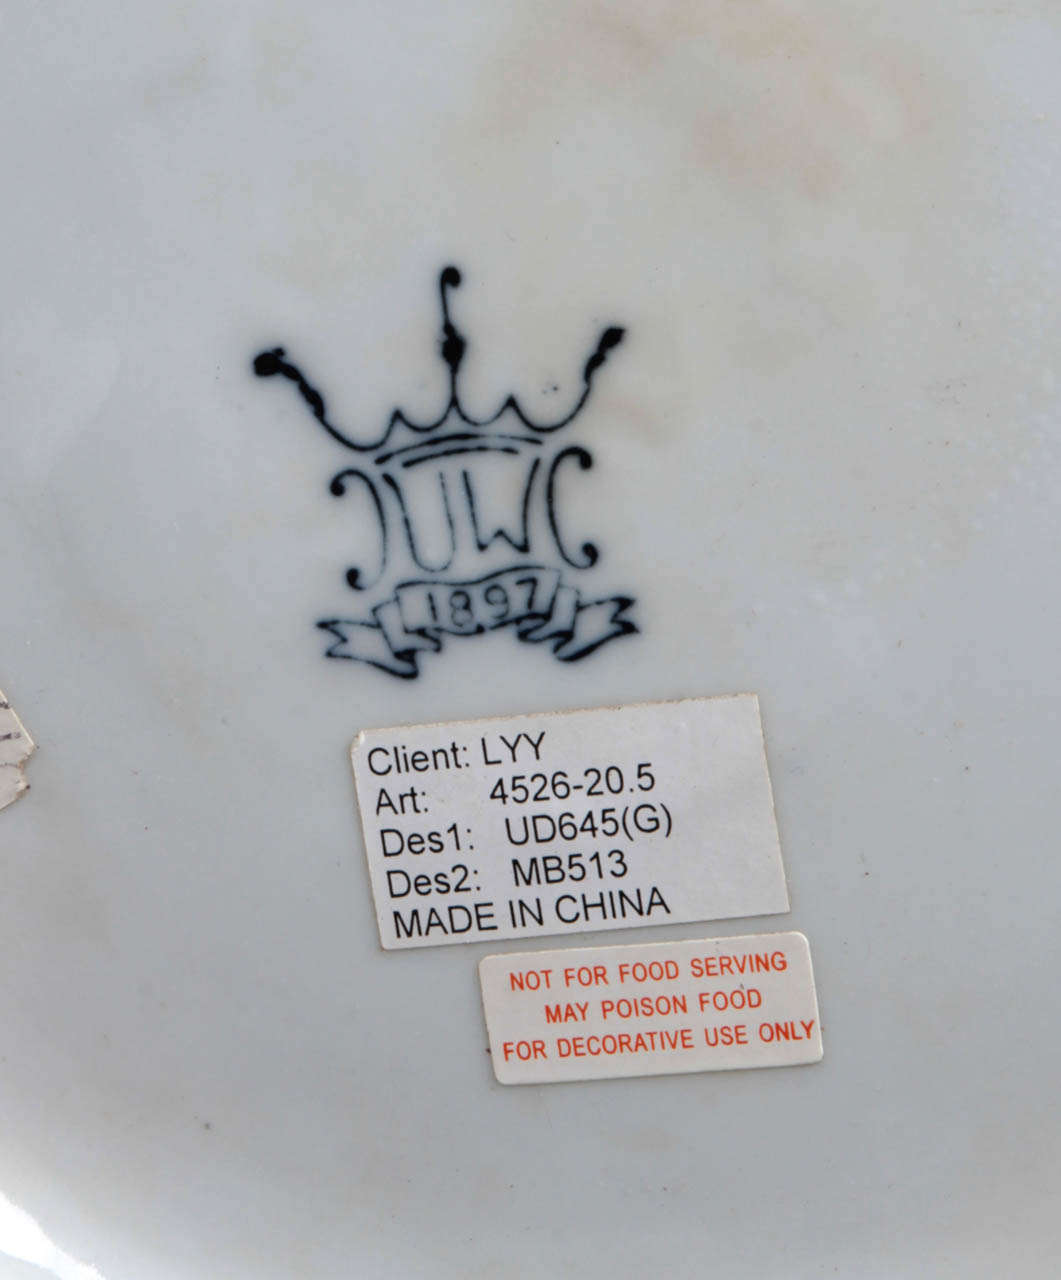 UW
1897
Client: LYY
Art: 4526-20.5
Des1: UD645(G)
Des2: MB513
MADE IN CHINA
NOT FOR FOOD SERVING
MAY POISON FOOD
FOR DECORATIVE USE ONLY